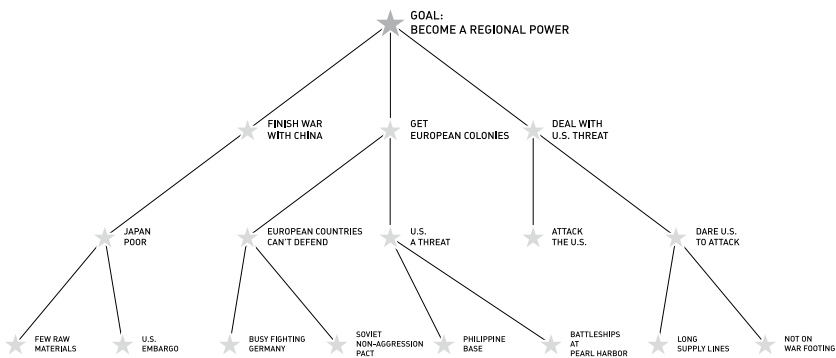 GOAL:
BECOME A REGIONAL POWER
FINISH WAR
WITH CHINA
GET
EUROPEAN COLONIES
DEAL WITH
U.S. THREAT
JAPAN
POOR
EUROPEAN COUNTRIES
CAN'T DEFEND
U.S.
A THREAT
ATTACK
THE U.S.
DARE U.S.
TO ATTACK
FEW RAW
MATERIALS
U.S.
EMBARGO
BUSY FIGHTING
GERMANY
SOVIET
NON-AGGRESSION
PACT
PHILIPPINE
BASE
BATTLESHIPS
AT
PEARL HARBOR
LONG
SUPPLY LINES
NOT ON
WAR FOOTING